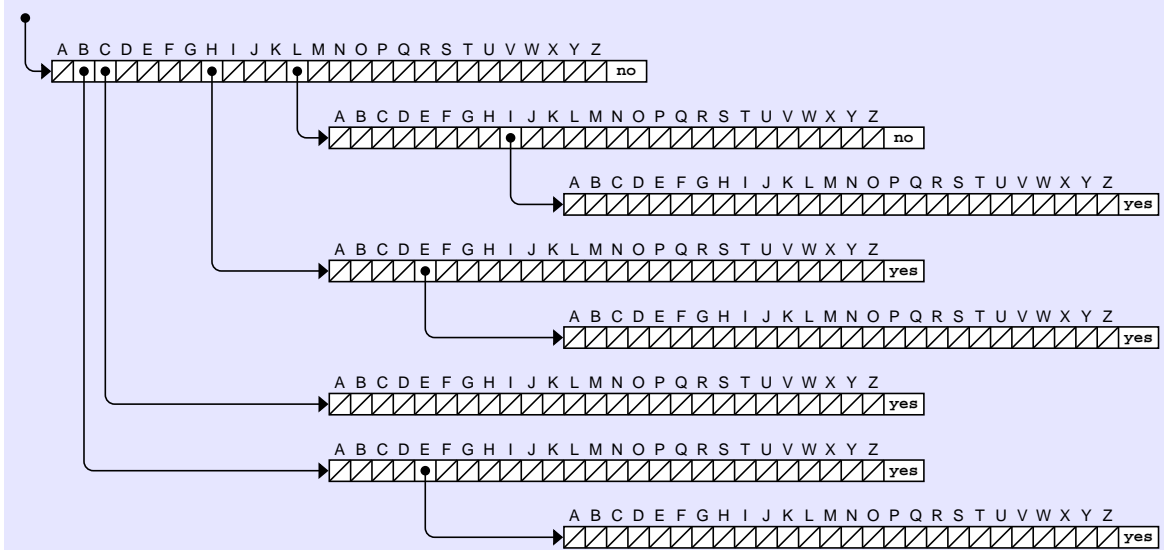 A B C D E F G H I J K L M N O P Q R S T U V W X Y Z
no
A B C D E F G H I J K L M N O P Q R S T U V W X Y Z
no
A B C D E F G H I J K L M N O P Q R S T U V W X Y Z
yes
A B C D E F G H I J K L M N O P Q R S T U V W X Y Z
yes
A B C D E F G H I J K L M N O P Q R S T U V W X Y Z
yes
A B C D E F G H I J K L M N O P Q R S T U V W X Y Z
yes
A B C D E F G H I J K L M N O P Q R S T U V W X Y Z
yes
A B C D E F G H I J K L M N O P Q R S T U V W X Y Z
yes